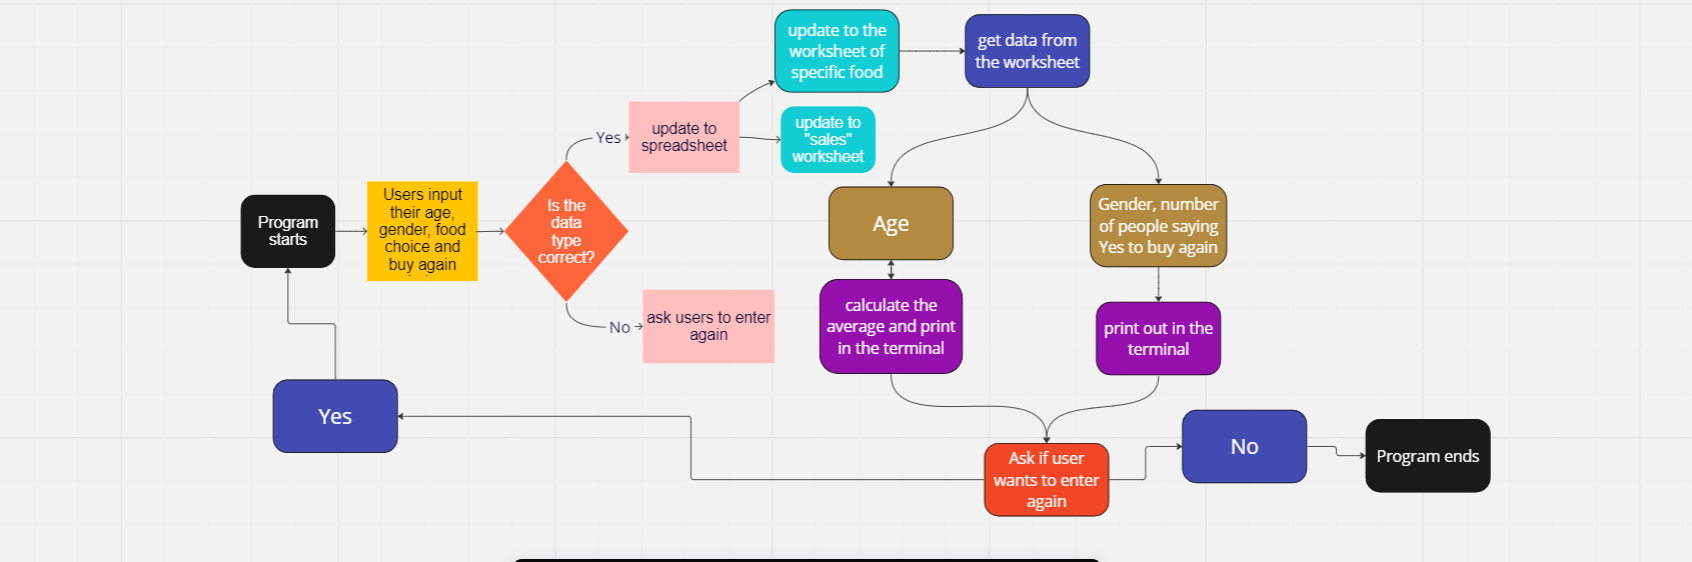 Program
starts
Users input
their age,
gender, food
choice and
buy again
Is the
data
type
correct?
Yes
update to
spreadsheet
No
ask users to enter
again
update to the
worksheet of
specific food
update to
"sales"
worksheet
get data from
the worksheet
Age
calculate the
average and print
in the terminal
Gender, number
of people saying
Yes to buy again
print out in the
terminal
Ask if user
wants to enter
again
Yes
No
Program ends